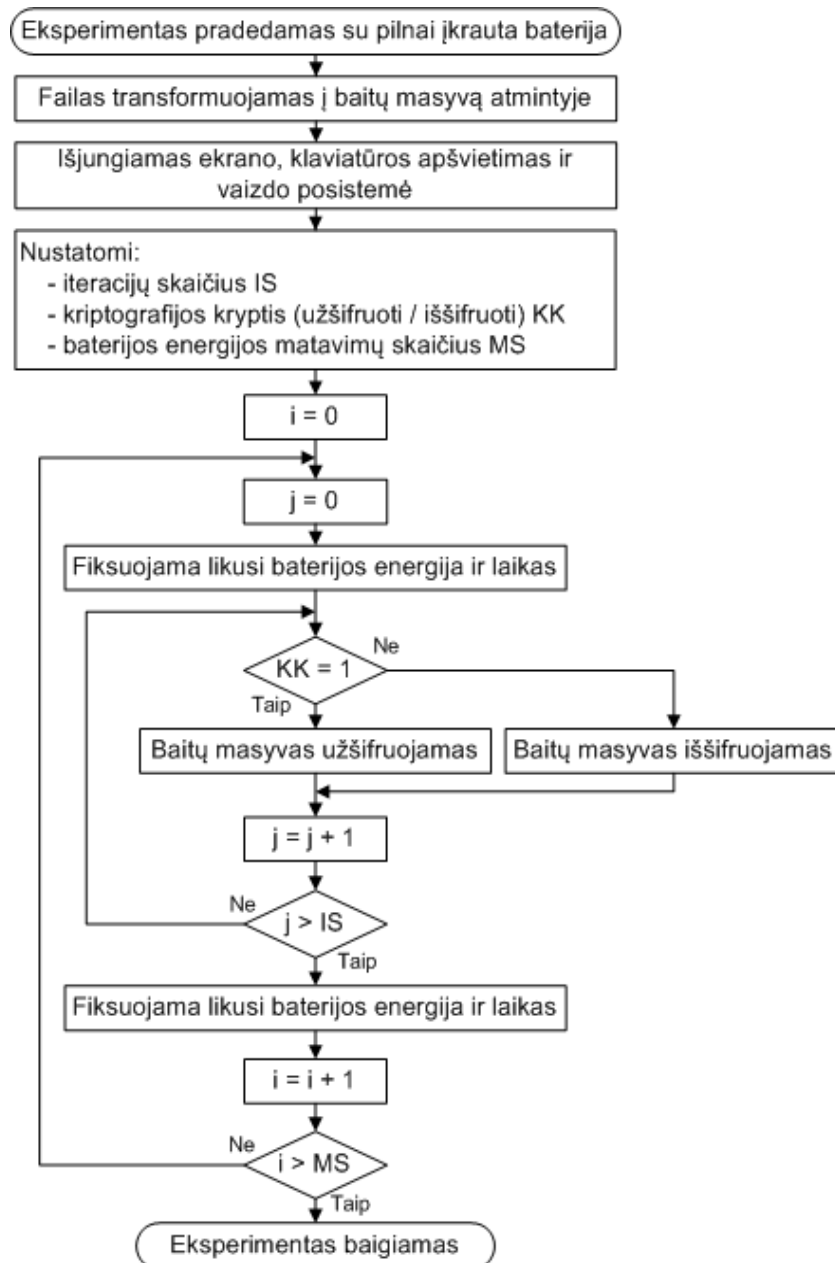 Eksperimentas pradedamas su pilnai įkrauta baterija
Failas transformuojamas į baitų masyvą atmintyje
Išjungiamas ekrano, klaviatūros apšvietimas ir
vaizdo posistemė
Nustatomi:
- iteracijų skaičius IS
- kriptografijos kryptis (užšifruoti / iššifruoti) KK
- baterijos energijos matavimų skaičius MS
i = 0
j = 0
Fiksuojama likusi baterijos energija ir laikas
KK = 1
Ne
Taip
Baitų masyvas užšifruojamas
Baitų masyvas iššifruojamas
j = j + 1
Ne
j > IS
Taip
Fiksuojama likusi baterijos energija ir laikas
i = i + 1
Ne
i > MS
Taip
Eksperimentas baigiamas